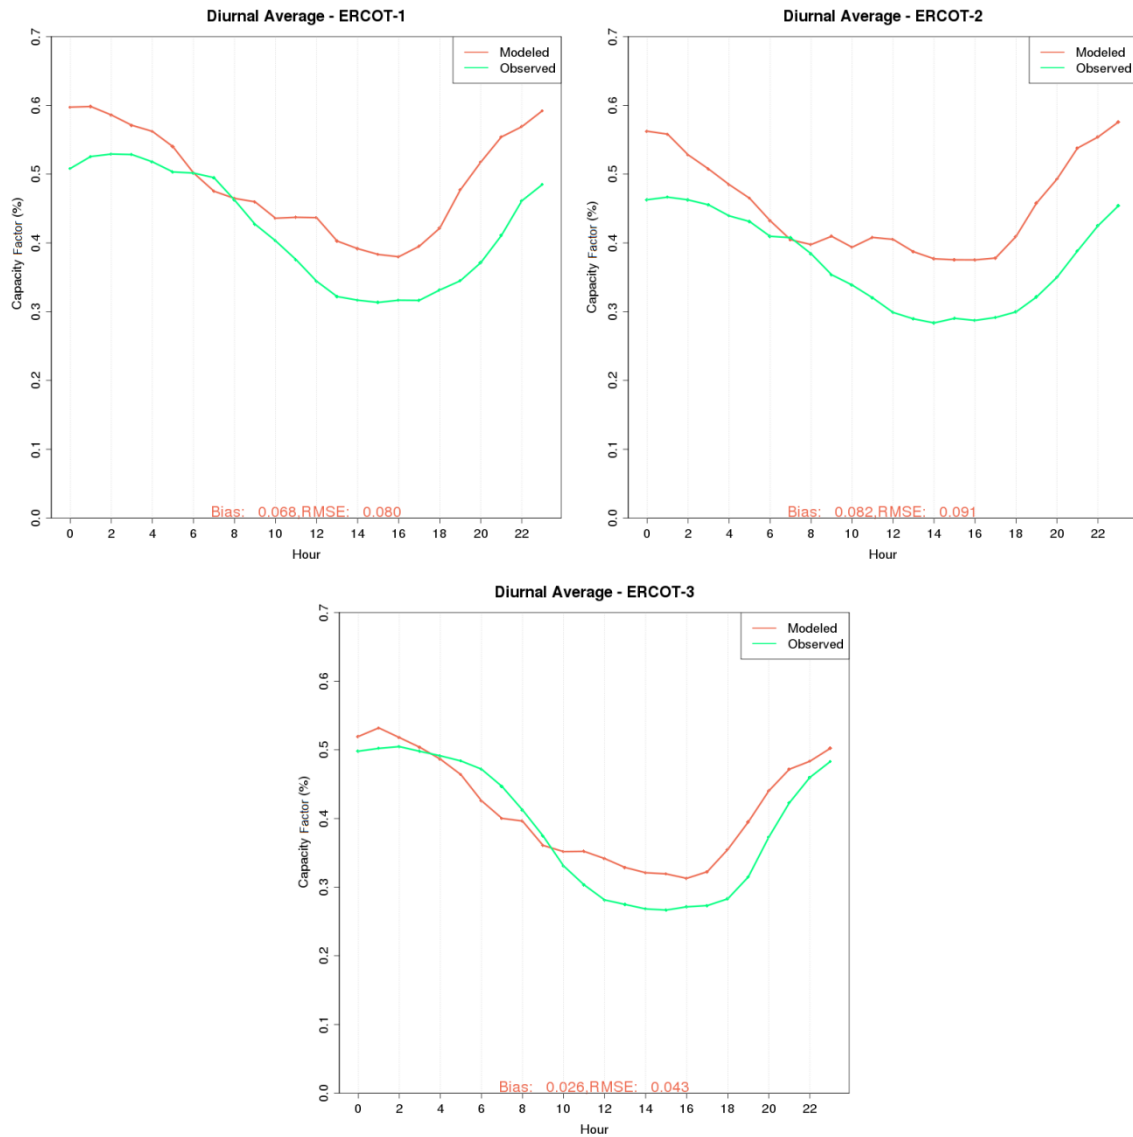 Diurnal Average - ERCOT-1
Modeled
Observed
Capacity Factor (%)
0.7
0.6
0.5
0.4
0.3
0.2
0.1
0.0
Bias: 0.068,RMSE: 0.080
0 2 4 6 8 10 12 14 16 18 20 22
Hour
Diurnal Average - ERCOT-2
Modeled
Observed
Capacity Factor (%)
0.7
0.6
0.5
0.4
0.3
0.2
0.1
0.0
Bias: 0.082,RMSE: 0.091
0 2 4 6 8 10 12 14 16 18 20 22
Hour
Diurnal Average - ERCOT-3
Modeled
Observed
Capacity Factor (%)
0.7
0.6
0.5
0.4
0.3
0.2
0.1
0.0
Bias: 0.026,RMSE: 0.043
0 2 4 6 8 10 12 14 16 18 20 22
Hour